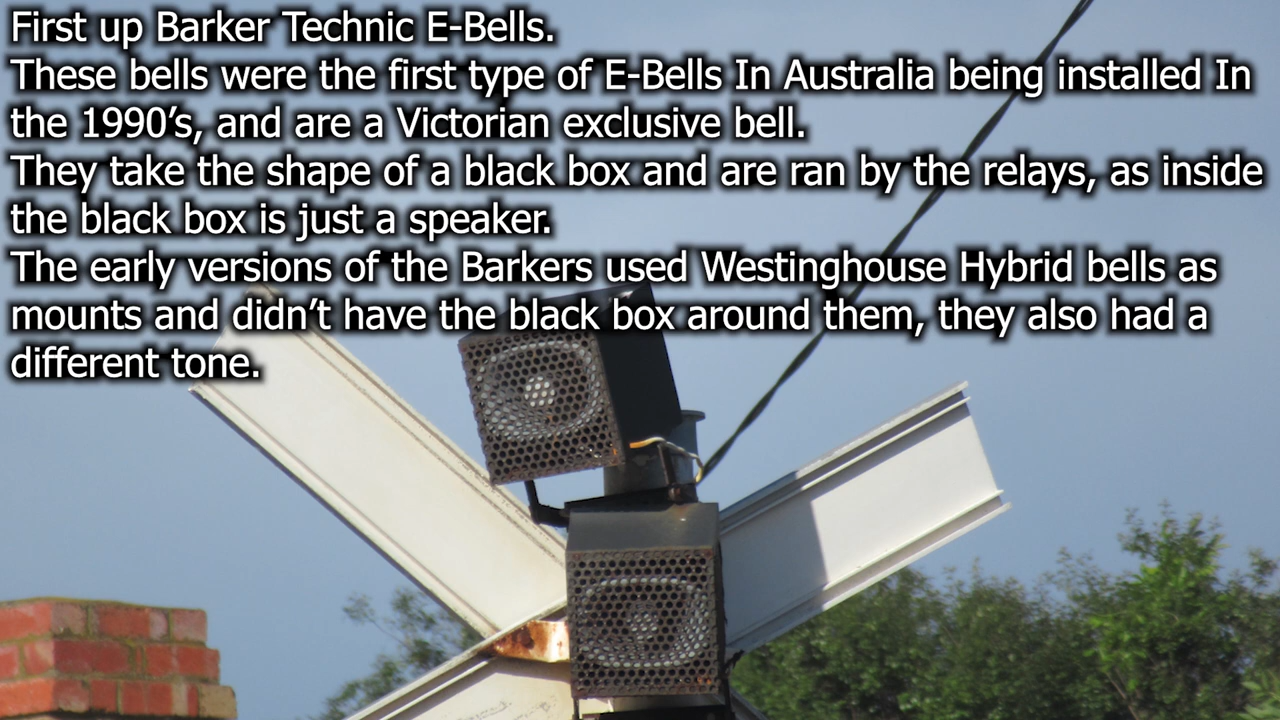 First up Barker Technic E-Bells.
These bells were the first type of E-Bells In Australia being installed In
the 1990’s, and are a Victorian exclusive bell.
They take the shape of a black box and are ran by the relays, as inside
the black box is just a speaker.
The early versions of the Barkers used Westinghouse Hybrid bells as
mounts and didn’t have the black box around them, they also had a
different tone.